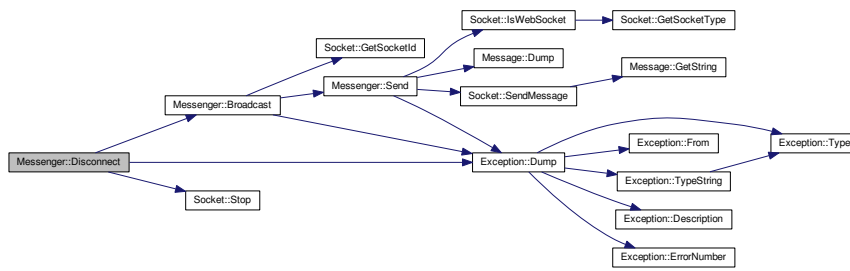 Socket::IsWebSocket
Socket::GetSocketType
Socket::GetSocketId
Message::Dump
Message::GetString
Messenger::Send
Socket::SendMessage
Messenger::Broadcast
Exception::From
Exception::Type
Messenger::Disconnect
Exception::Dump
Exception::TypeString
Socket::Stop
Exception::Description
Exception::ErrorNumber